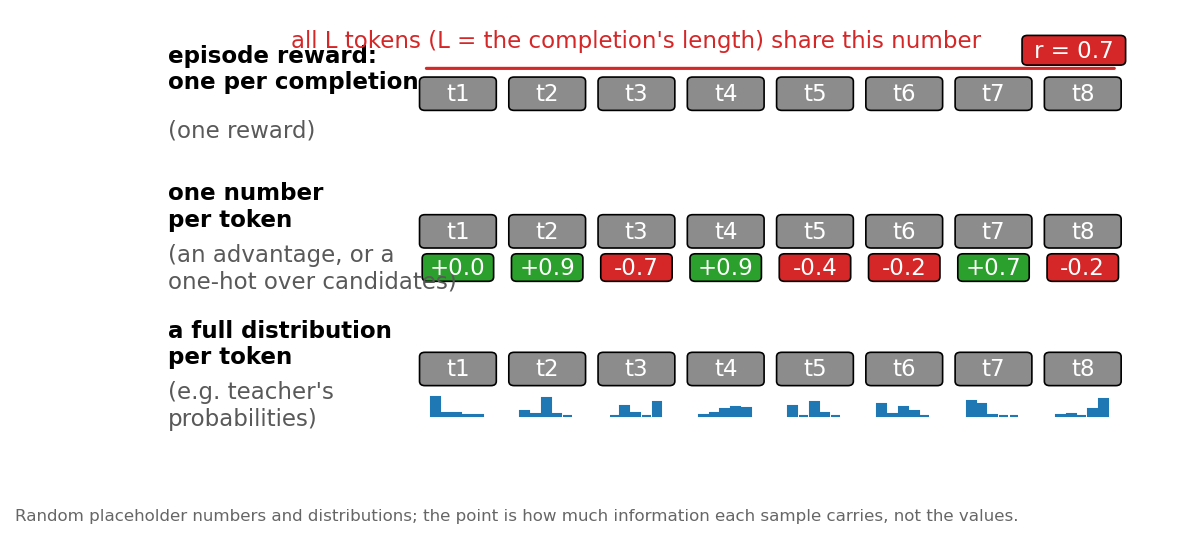 all L tokens (L = the completion's length) share this number
r = 0.7
episode reward:
one per completion
t1 t2 t3 t4 t5 t6 t7 t8
(one reward)
one number
per token
t1 t2 t3 t4 t5 t6 t7 t8
(an advantage, or a
one-hot over candidates)
+0.0 +0.9 -0.7 +0.9 -0.4 -0.2 +0.7 -0.2
a full distribution
per token
t1 t2 t3 t4 t5 t6 t7 t8
(e.g. teacher's
probabilities)
Random placeholder numbers and distributions; the point is how much information each sample carries, not the values.